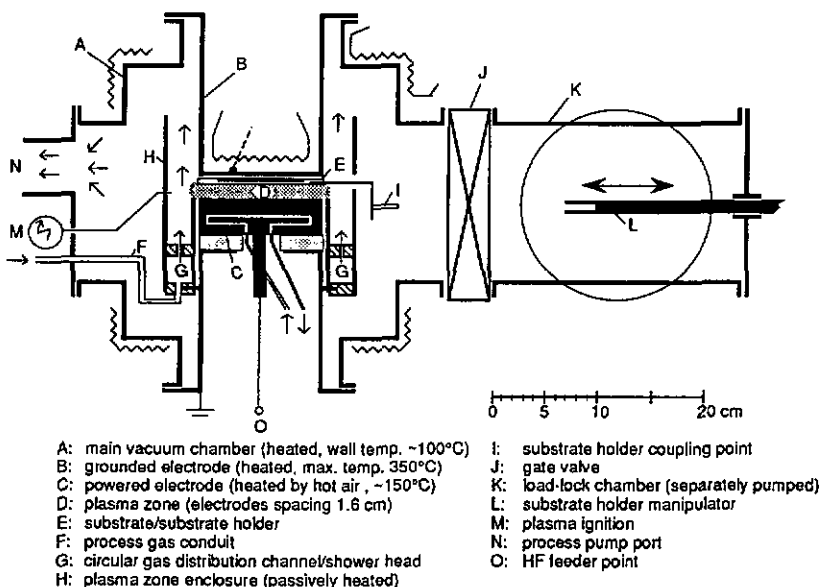 A
B
J
K
N
H
E
I
D
L
M
F
G
C
G
O
0 5 10 20 cm
A: main vacuum chamber (heated, wall temp. ~100°C)
B: grounded electrode (heated, max. temp. 350°C)
C: powered electrode (heated by hot air , ~150°C)
D: plasma zone (electrodes spacing 1.6 cm)
E: substrate/substrate holder
F: process gas conduit
G: circular gas distribution channel/shower head
H: plasma zone enclosure (passively heated)
I: substrate holder coupling point
J: gate valve
K: load-lock chamber (separately pumped)
L: substrate holder manipulator
M: plasma ignition
N: process pump port
O: HF feeder point